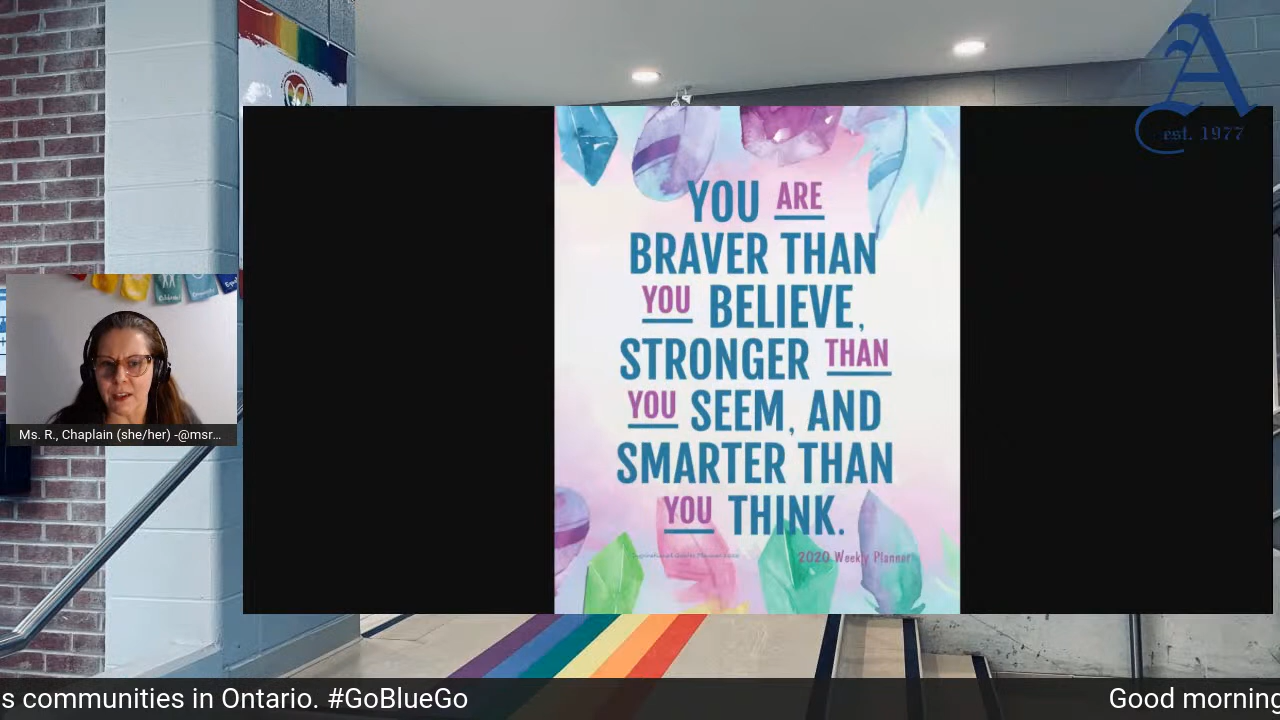 A
est. 1977
YOU ARE
BRAVER THAN
YOU BELIEVE,
STRONGER THAN
YOU SEEM, AND
SMARTER THAN
YOU THINK.
2020 Weekly Planner
Ms. R., Chaplain (she/her) -@msr...
s communities in Ontario. #GoBlueGo
Good morning